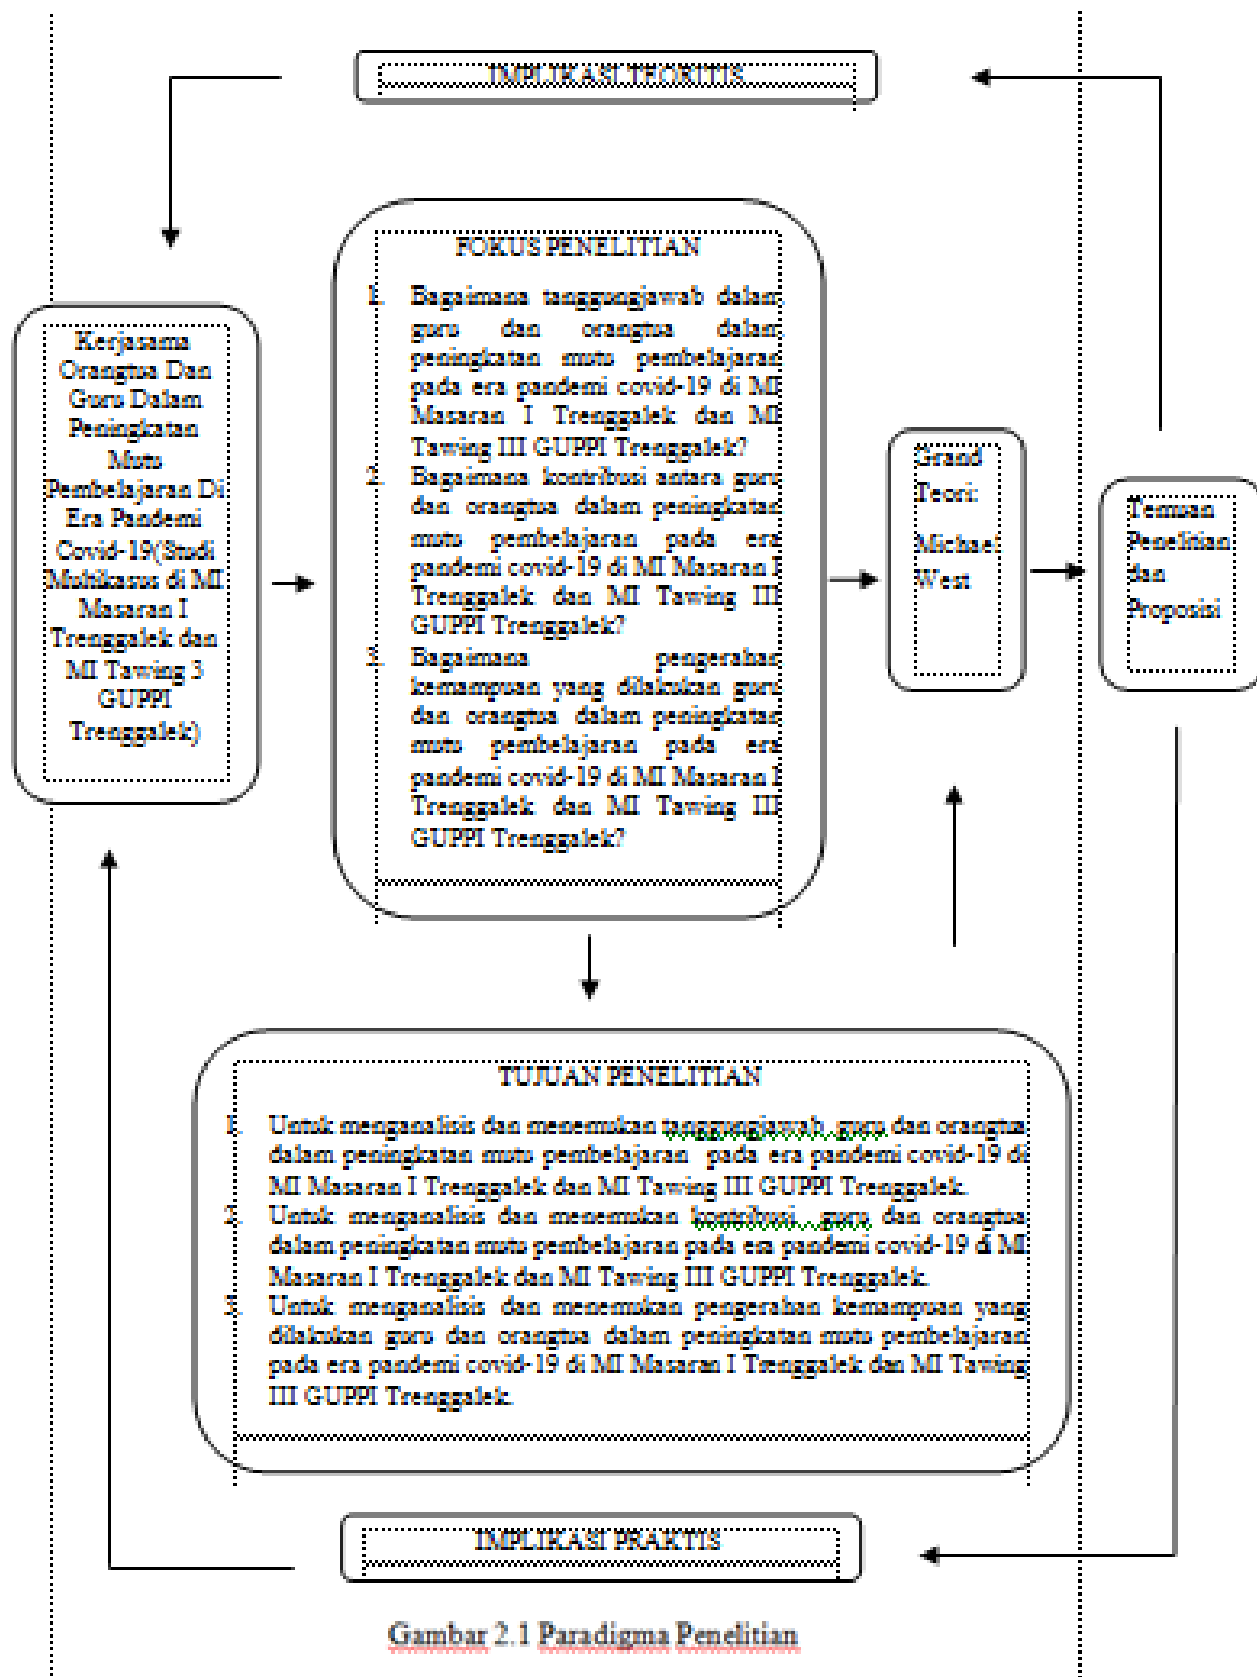 IMPLIKASI TEORITIS
Kerjasama
Orangtua Dan
Guru Dalam
Peningkatan
Mutu
Pembelajaran Di
Era Pandemi
Covid-19(Studi
Multikasus di MI
Masaran I
Trenggalek dan
MI Tawing 3
GUPPI
Trenggalek)
FOKUS PENELITIAN
1. Bagaimana tanggungjawab dalam
guru dan orangtua dalam
peningkatan mutu pembelajaran
pada era pandemi covid-19 di MI
Masaran I Trenggalek dan MI
Tawing III GUPPI Trenggalek?
2. Bagaimana kontribusi antara guru
dan orangtua dalam peningkatan
mutu pembelajaran pada era
pandemi covid-19 di MI Masaran I
Trenggalek dan MI Tawing III
GUPPI Trenggalek?
3. Bagaimana pengerahan
kemampuan yang dilakukan guru
dan orangtua dalam peningkatan
mutu pembelajaran pada era
pandemi covid-19 di MI Masaran I
Trenggalek dan MI Tawing III
GUPPI Trenggalek?
Grand
Teori:
Michael
West
Temuan
Penelitian
dan
Proposisi
TUJUAN PENELITIAN
1. Untuk menganalisis dan menemukan tanggungjawab guru dan orangtua
dalam peningkatan mutu pembelajaran pada era pandemi covid-19 di
MI Masaran I Trenggalek dan MI Tawing III GUPPI Trenggalek.
2. Untuk menganalisis dan menemukan kontribusi guru dan orangtua
dalam peningkatan mutu pembelajaran pada era pandemi covid-19 di MI
Masaran I Trenggalek dan MI Tawing III GUPPI Trenggalek.
3. Untuk menganalisis dan menemukan pengerahan kemampuan yang
dilakukan guru dan orangtua dalam peningkatan mutu pembelajaran
pada era pandemi covid-19 di MI Masaran I Trenggalek dan MI Tawing
III GUPPI Trenggalek.
IMPLIKASI PRAKTIS
Gambar 2.1 Paradigma Penelitian